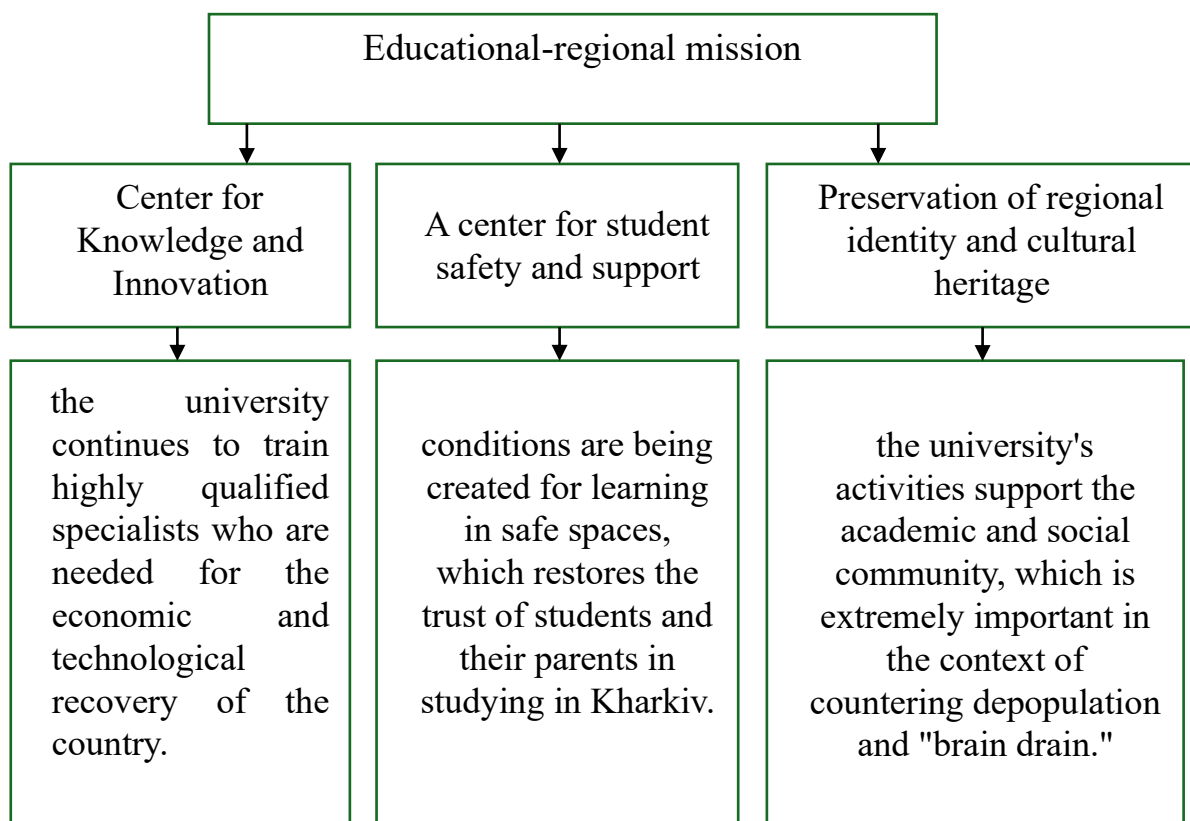 Educational-regional mission
Center for
Knowledge and
Innovation
A center for student
safety and support
Preservation of regional
identity and cultural
heritage
the university
continues to train
highly qualified
specialists who are
needed for the
economic and
technological
recovery of the
country.
conditions are being
created for learning
in safe spaces,
which restores the
trust of students and
their parents in
studying in Kharkiv.
the university's
activities support the
academic and social
community, which is
extremely important in
the context of
countering depopulation
and "brain drain."